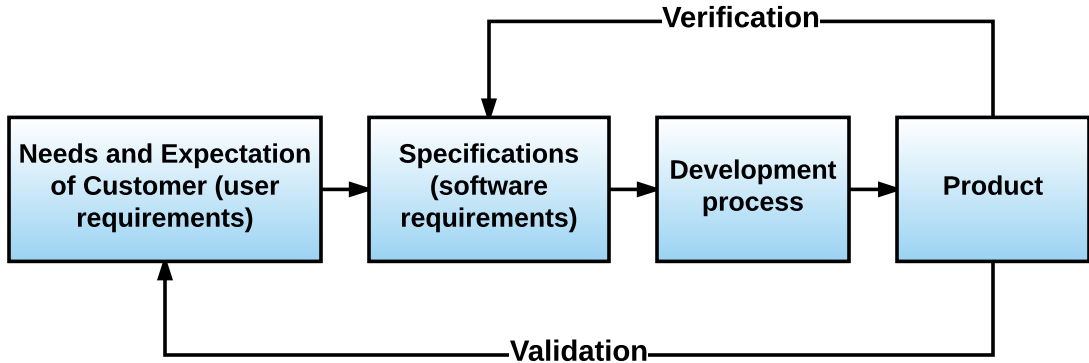 Verification
Needs and Expectation
of Customer (user
requirements)
Specifications
(software
requirements)
Development
process
Product
Validation